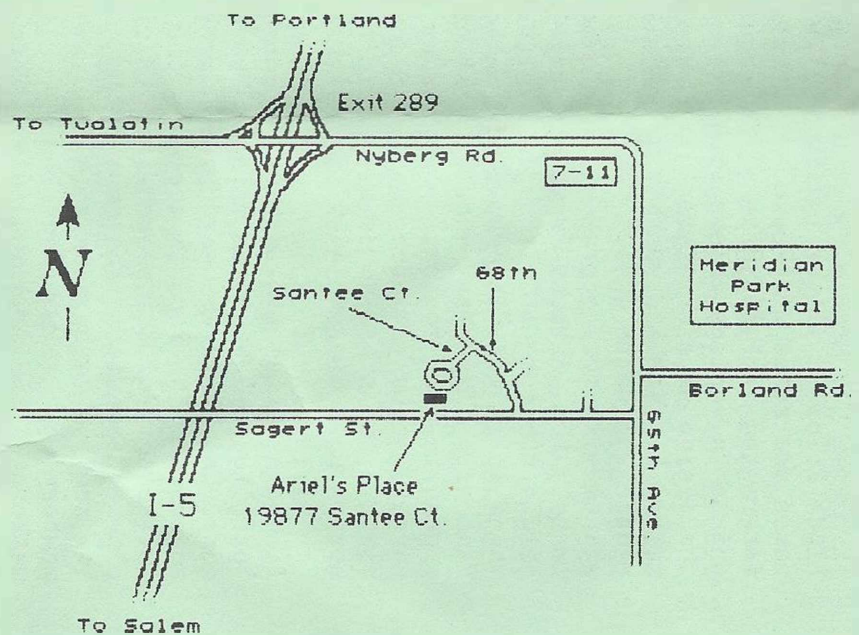 To Portland
Exit 289
To Tualatin
Nyberg Rd.
7-11
N
Meridian
Park
Hospital
68th
Santee Ct.
Borland Rd.
Sagert St.
65th Ave.
Ariel's Place
19877 Santee Ct.
I-5
To Salem